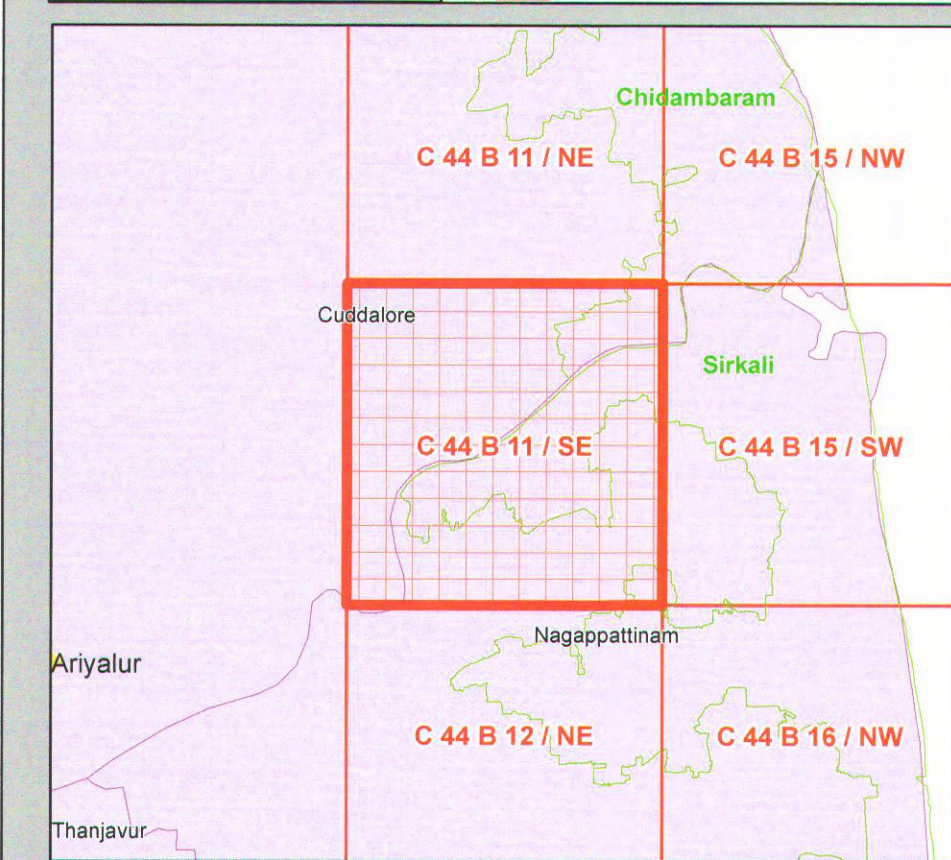 Chidambaram
C 44 B 11 / NE
C 44 B 15 / NW
Cuddalore
Sirkali
C 44 B 11 / SE
C 44 B 15 / SW
Nagappattinam
Ariyalur
C 44 B 12 / NE
C 44 B 16 / NW
Thanjavur